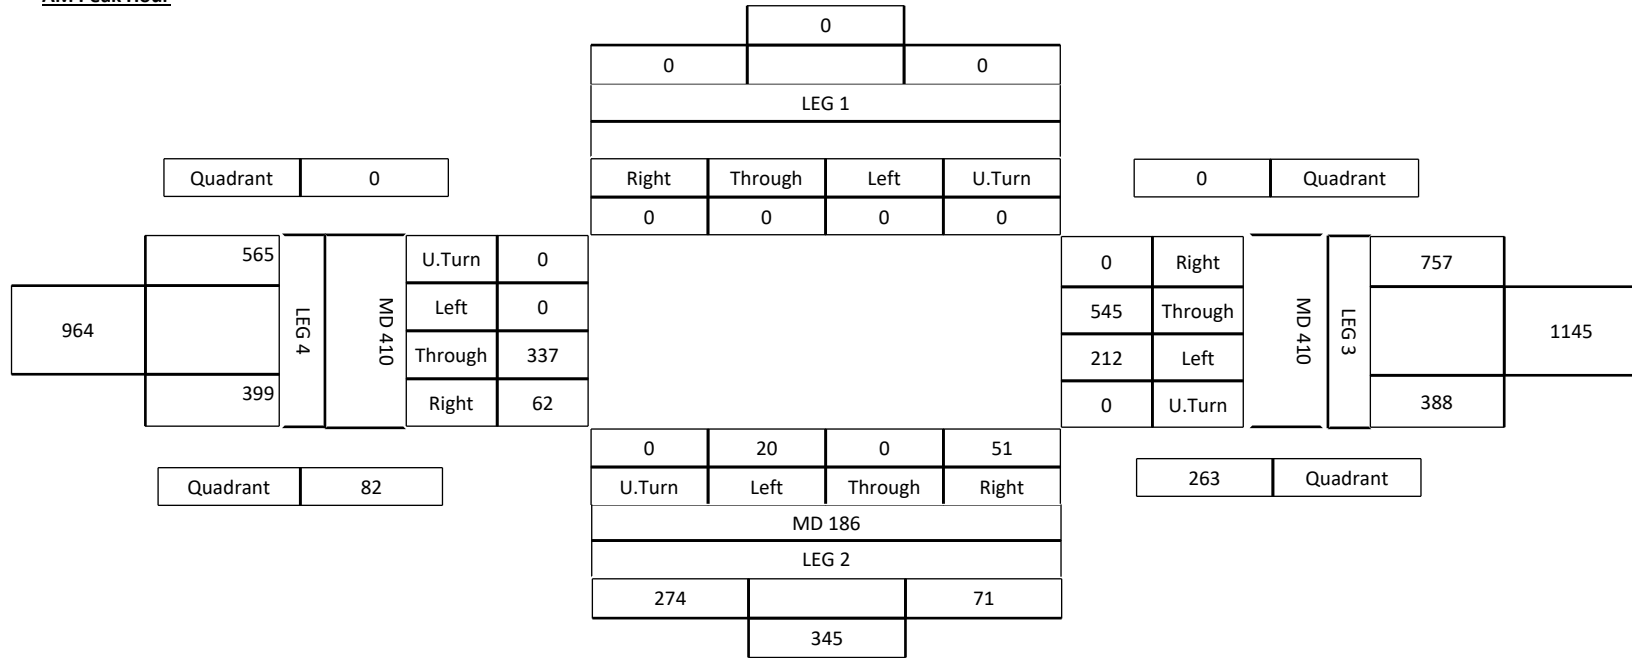 AM Peak Hour
0
0 0
LEG 1
Quadrant 0
Right Through Left U.Turn
0 Quadrant
0 0 0 0
565
U.Turn 0
0 Right
757
Left 0
545 Through
964
LEG 4
MD 410
MD 410
LEG 3
1145
Through 337
212 Left
399
Right 62
0 U.Turn
388
0 20 0 51
Quadrant 82
U.Turn Left Through Right
263 Quadrant
MD 186
LEG 2
274 71
345